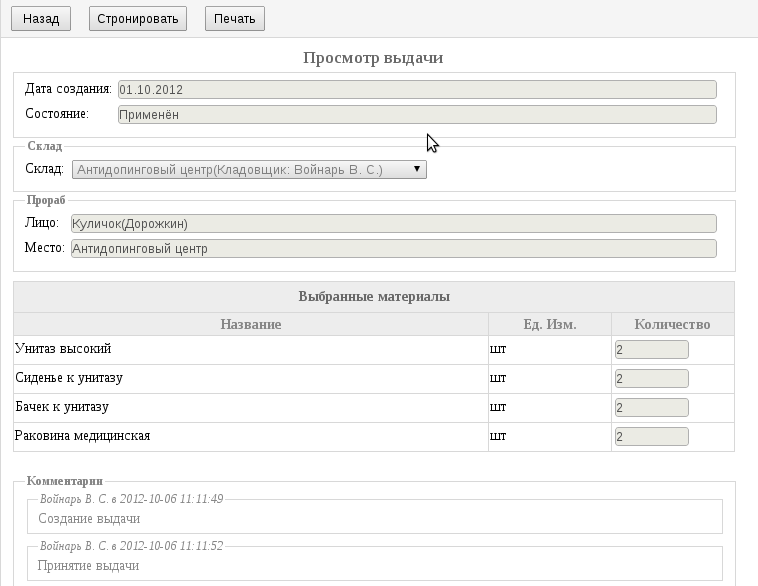 Назад Стронировать Печать
Просмотр выдачи
Дата создания: 01.10.2012
Состояние: Применён
Склад
Склад: Антидопинговый центр(Кладовщик: Войнарь В. С.)
Прораб
Лицо: Куличок(Дорожкин)
Место: Антидопинговый центр
Выбранные материалы
Название Ед. Изм. Количество
Унитаз высокий шт 2
Сиденье к унитазу шт 2
Бачек к унитазу шт 2
Раковина медицинская шт 2
Комментарии
Войнарь В. С. в 2012-10-06 11:11:49
Создание выдачи
Войнарь В. С. в 2012-10-06 11:11:52
Принятие выдачи